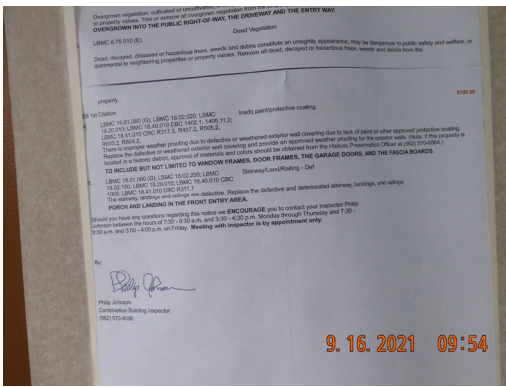 Overgrown vegetation, cultivated or uncultivated,
or property values. Trim or remove all overgrown vegetation from the
OVERGROWN INTO THE PUBLIC RIGHT-OF-WAY, THE DRIVEWAY AND THE ENTRY WAY.
LBMC 8.76.010 (E) Dead Vegetation
Dead, decayed, diseased or hazardous trees, weeds and debris constitute an unsightly appearance, may be dangerous to public safety and welfare, or
detrimental to neighboring properties or property values. Remove all dead, decayed or hazardous trees, weeds and debris from the
property.
$100.00
1st Citation
LBMC 18.01.060 (G); LBMC 18.02.020; LBMC Inadq paint/protective coating
18.20.010; LBMC 18.40.010 CBC 1402.1, 1405.11.2;
LBMC 18.41.010 CRC R317.3, R407.2, R505.2,
R603.2, R804.2,
There is improper weather proofing due to defective or weathered exterior wall covering due to lack of paint or other approved protective coating.
Replace the defective or weathered exterior wall covering and provide an approved weather proofing for the exterior walls. (Note: if this property is
located in a historic district, approval of materials and colors should be obtained from the Historic Preservation Officer at (562) 570-6864.)
TO INCLUDE BUT NOT LIMITED TO WINDOW FRAMES, DOOR FRAMES, THE GARAGE DOORS, AND THE FASCIA BOARDS.
LBMC 18.01.060 (G); LBMC 18.02.200; LBMC Stairway/Land/Railing - Def
18.02.190; LBMC 18.20.010; LBMC 18.40.010 CBC
1009; LBMC 18.41.010 CRC R311.7
The stairway, landings and railings are defective. Replace the defective and deteriorated stairway, landings, and railings.
PORCH AND LANDING IN THE FRONT ENTRY AREA.
Should you have any questions regarding this notice we ENCOURAGE you to contact your inspector Philip
Johnson between the hours of 7:30 - 8:30 a.m. and 3:30 - 4:30 p.m. Monday through Thursday and 7:30 -
8:30 a.m. and 3:00 - 4:00 p.m. on Friday. Meeting with inspector is by appointment only.
By:
Philip Johnson
Philip Johnson
Combination Building Inspector
(562) 570-4096
9.16.2021 09:54